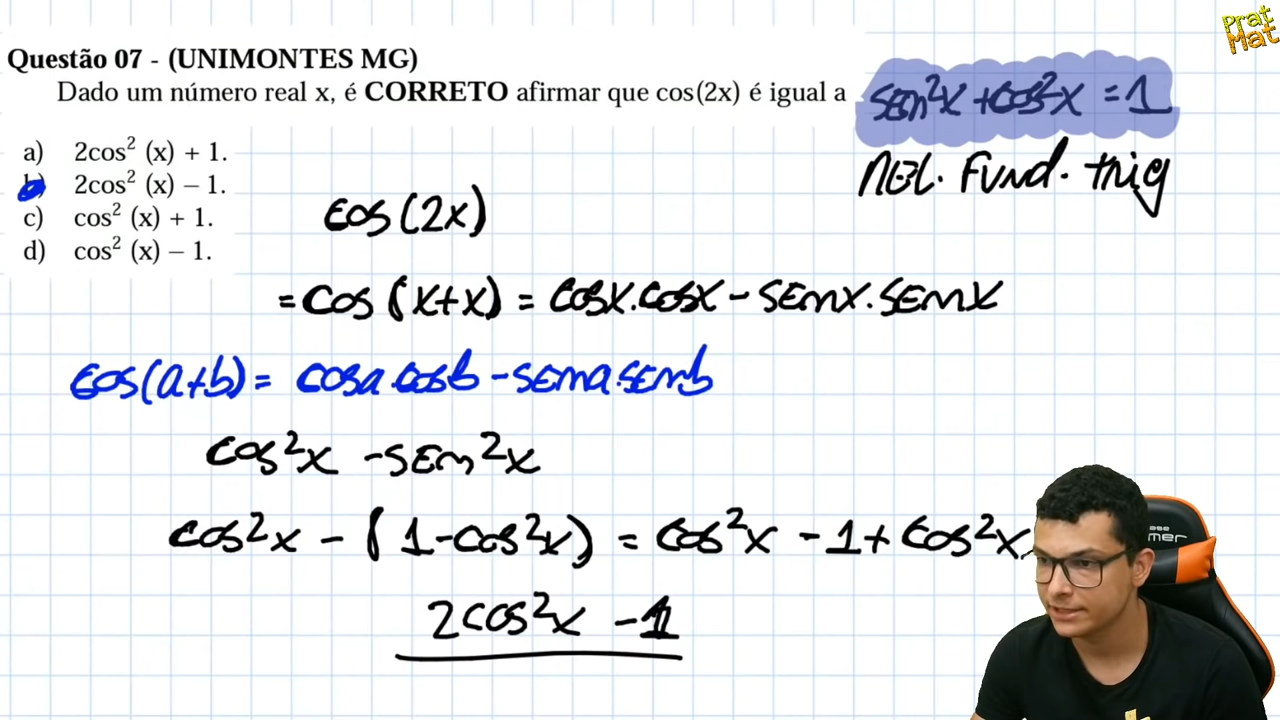 Prat Mat
Questão 07 - (UNIMONTES MG)
Dado um número real x, é CORRETO afirmar que cos(2x) é igual a
sen²x + cos²x = 1
REL. Fund. trig
a) 2cos² (x) + 1.
2cos² (x) – 1.
c) cos² (x) + 1.
d) cos² (x) – 1.
cos(2x)
= cos (x+x) = cosx.cosx - senx.senx
cos(a+b) = cosa.cosb - sena.senb
cos²x - sen²x
cos²x - (1-cos²x) = cos²x - 1 + cos²x
2cos²x - 1